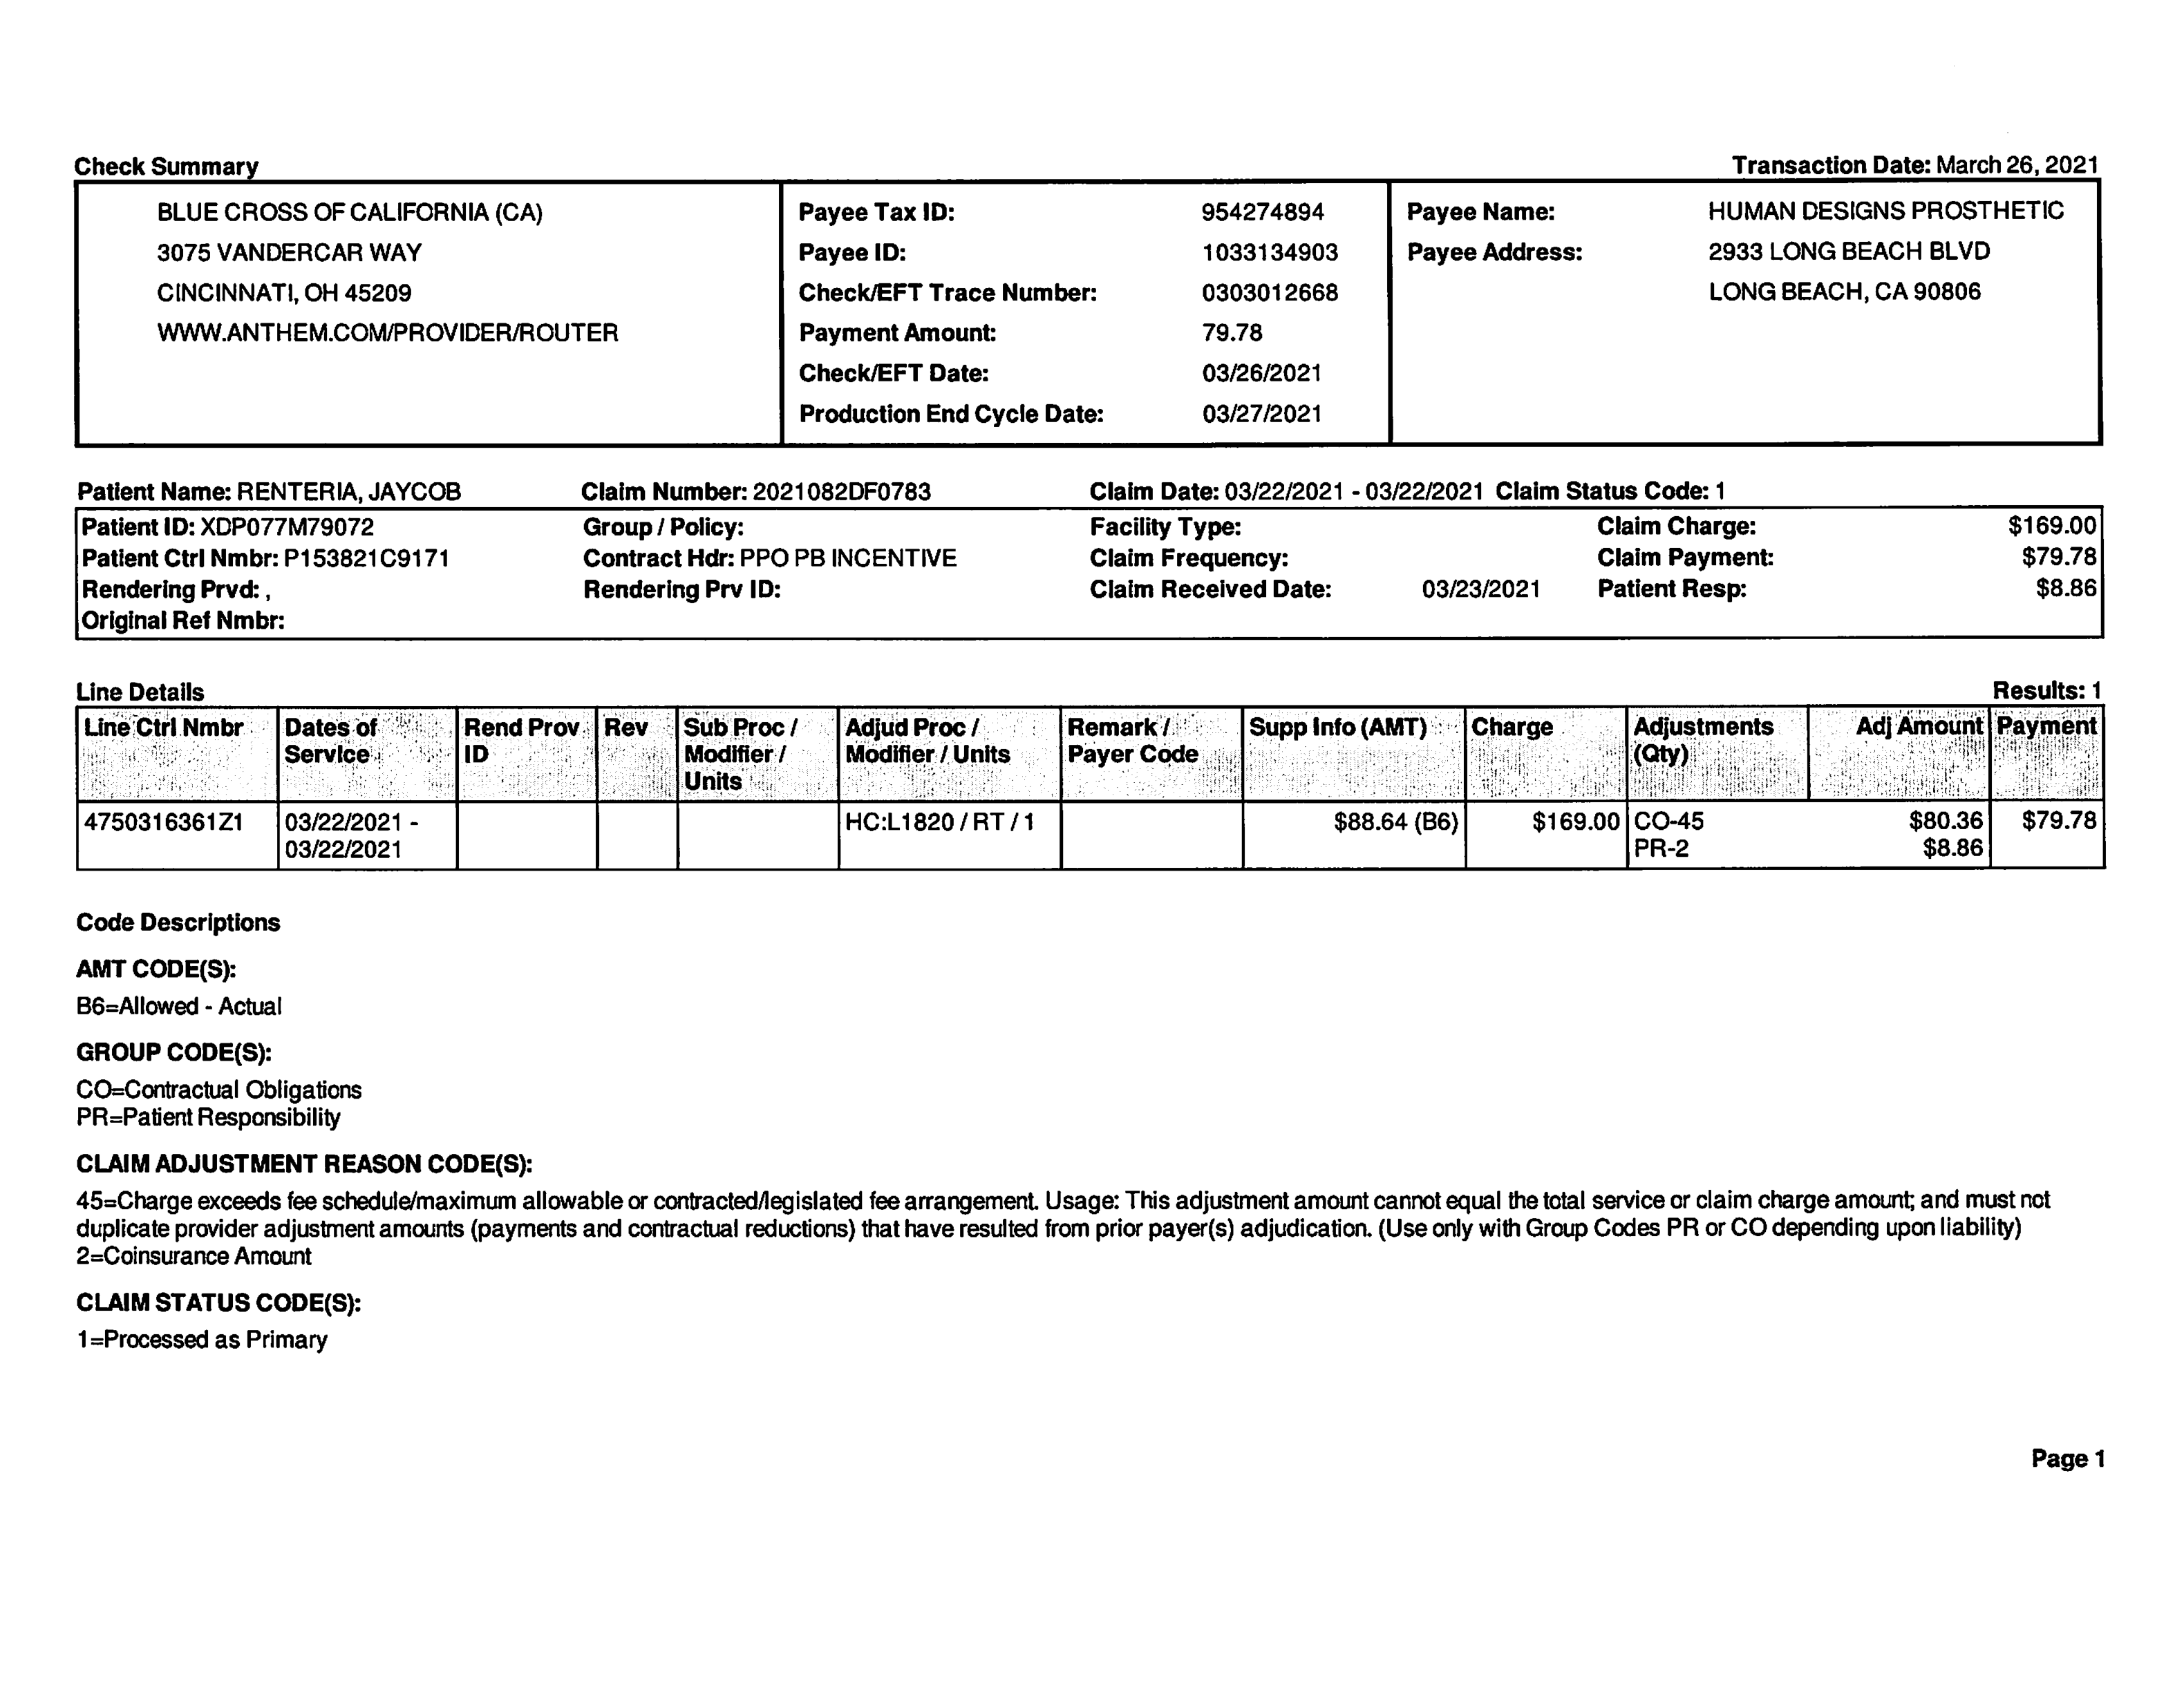 Check Summary
Transaction Date: March 26, 2021
BLUE CROSS OF CALIFORNIA (CA)
3075 VANDERCAR WAY
CINCINNATI, OH 45209
WWW.ANTHEM.COM/PROVIDER/ROUTER
Payee Tax ID: 954274894
Payee ID: 1033134903
Check/EFT Trace Number: 0303012668
Payment Amount: 79.78
Check/EFT Date: 03/26/2021
Production End Cycle Date: 03/27/2021
Payee Name: HUMAN DESIGNS PROSTHETIC
Payee Address: 2933 LONG BEACH BLVD
LONG BEACH, CA 90806
Patient Name: RENTERIA, JAYCOB Claim Number: 2021082DF0783 Claim Date: 03/22/2021 - 03/22/2021 Claim Status Code: 1
Patient ID: XDP077M79072 Group / Policy: Facility Type: Claim Charge: $169.00
Patient Ctrl Nmbr: P153821C9171 Contract Hdr: PPO PB INCENTIVE Claim Frequency: Claim Payment: $79.78
Rendering Prvd: , Rendering Prv ID: Claim Received Date: 03/23/2021 Patient Resp: $8.86
Original Ref Nmbr:
Line Details
Results: 1
Line Ctrl Nmbr Dates of Rend Prov Rev Sub Proc / Adjud Proc / Remark / Supp Info (AMT) Charge Adjustments Adj Amount Payment
Service ID Modifier / Modifier / Units Payer Code (Qty)
Units
4750316361Z1 03/22/2021 - HC:L1820 / RT / 1 $88.64 (B6) $169.00 CO-45 $80.36 $79.78
03/22/2021 PR-2 $8.86
Code Descriptions
AMT CODE(S):
B6=Allowed - Actual
GROUP CODE(S):
CO=Contractual Obligations
PR=Patient Responsibility
CLAIM ADJUSTMENT REASON CODE(S):
45=Charge exceeds fee schedule/maximum allowable or contracted/legislated fee arrangement. Usage: This adjustment amount cannot equal the total service or claim charge amount; and must not
duplicate provider adjustment amounts (payments and contractual reductions) that have resulted from prior payer(s) adjudication. (Use only with Group Codes PR or CO depending upon liability)
2=Coinsurance Amount
CLAIM STATUS CODE(S):
1=Processed as Primary
Page 1